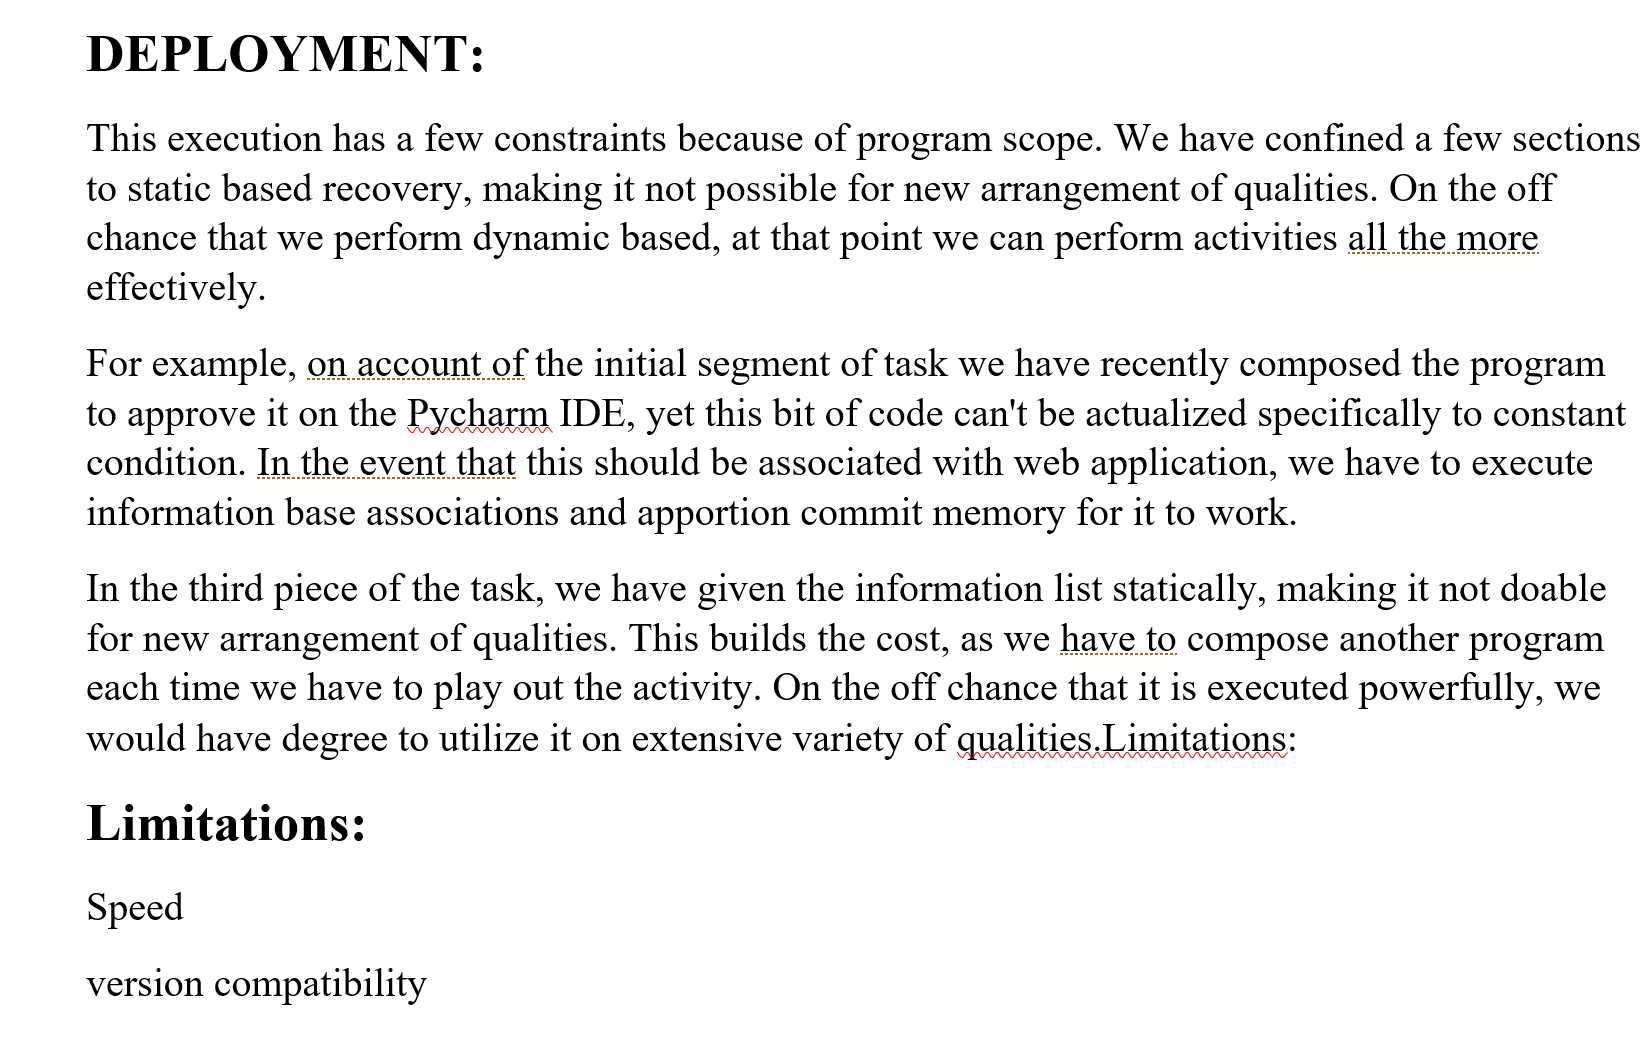 DEPLOYMENT:
This execution has a few constraints because of program scope. We have confined a few sections
to static based recovery, making it not possible for new arrangement of qualities. On the off
chance that we perform dynamic based, at that point we can perform activities all the more
effectively.
For example, on account of the initial segment of task we have recently composed the program
to approve it on the Pycharm IDE, yet this bit of code can't be actualized specifically to constant
condition. In the event that this should be associated with web application, we have to execute
information base associations and apportion commit memory for it to work.
In the third piece of the task, we have given the information list statically, making it not doable
for new arrangement of qualities. This builds the cost, as we have to compose another program
each time we have to play out the activity. On the off chance that it is executed powerfully, we
would have degree to utilize it on extensive variety of qualities.Limitations:
Limitations:
Speed
version compatibility